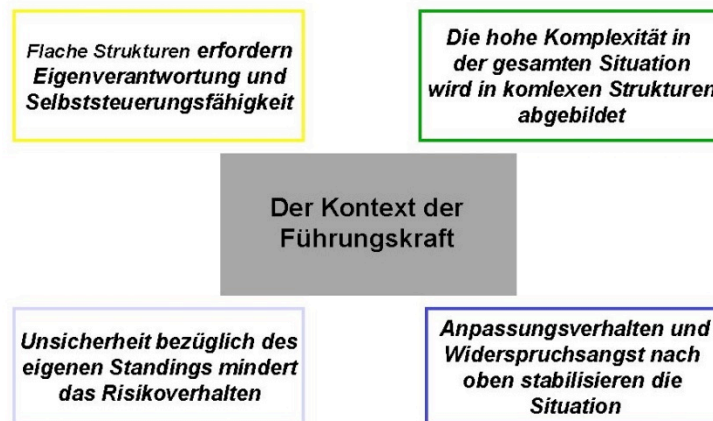 Flache Strukturen erfordern
Eigenverantwortung und
Selbststeuerungsfähigkeit
Die hohe Komplexität in
der gesamten Situation
wird in komlexen Strukturen
abgebildet
Der Kontext der
Führungskraft
Unsicherheit bezüglich des
eigenen Standings mindert
das Risikoverhalten
Anpassungsverhalten und
Widerspruchsangst nach
oben stabilisieren die
Situation